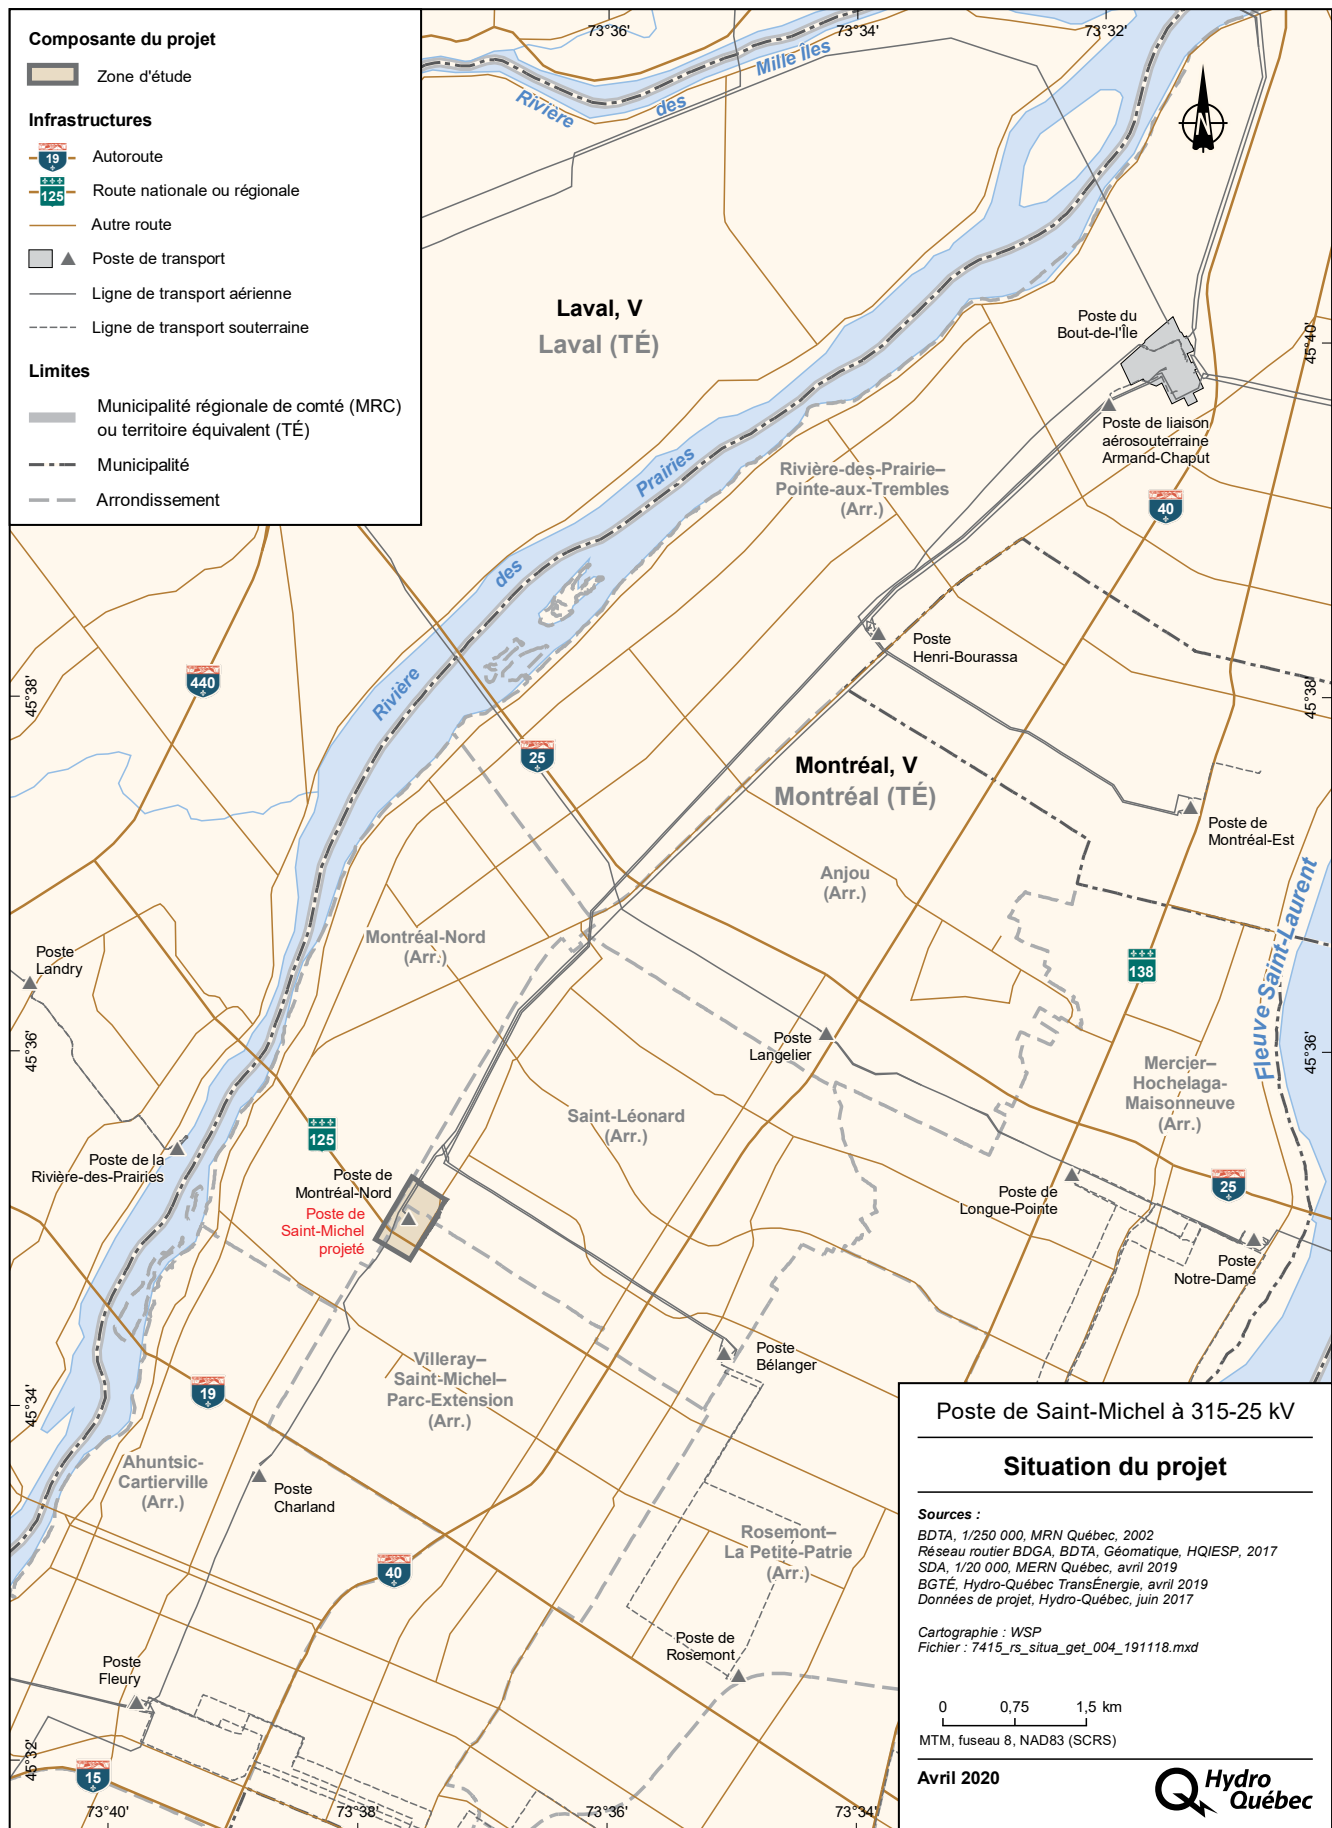 Composante du projet
Zone d'étude
Infrastructures
19
Autoroute
125
Route nationale ou régionale
Autre route
Poste de transport
Ligne de transport aérienne
Ligne de transport souterraine
Limites
Municipalité régionale de comté (MRC)
ou territoire équivalent (TÉ)
Municipalité
Arrondissement
73°36'
73°34'
73°32'
Rivière
des
Mille Îles
N
Laval, V
Laval (TÉ)
Poste du
Bout-de-l'Île
45°40'
Poste de liaison
aérosouterraine
Armand-Chaput
Rivière-des-Prairie–
Pointe-aux-Trembles
(Arr.)
40
Rivière
des
Prairies
Poste
Henri-Bourassa
440
45°38'
45°38'
25
Montréal, V
Montréal (TÉ)
Poste de
Montréal-Est
Anjou
(Arr.)
Fleuve Saint-Laurent
Montréal-Nord
(Arr.)
Poste
Landry
138
45°36'
45°36'
Poste
Langelier
Mercier–
Hochelaga-
Maisonneuve
(Arr.)
Saint-Léonard
(Arr.)
125
Poste de la
Rivière-des-Prairies
Poste de
Montréal-Nord
Poste de
Saint-Michel
projeté
Poste de
Longue-Pointe
25
Poste
Notre-Dame
Poste
Bélanger
Villeray–
Saint-Michel–
Parc-Extension
(Arr.)
19
45°34'
Ahuntsic-
Cartierville
(Arr.)
Poste
Charland
Rosemont–
La Petite-Patrie
(Arr.)
40
Poste de
Rosemont
Poste
Fleury
45°32'
15
73°40'
73°38'
73°36'
73°34'
Poste de Saint-Michel à 315-25 kV
Situation du projet
Sources :
BDTA, 1/250 000, MRN Québec, 2002
Réseau routier BDGA, BDTA, Géomatique, HQIESP, 2017
SDA, 1/20 000, MERN Québec, avril 2019
BGTÉ, Hydro-Québec TransÉnergie, avril 2019
Données de projet, Hydro-Québec, juin 2017
Cartographie : WSP
Fichier : 7415_rs_situa_get_004_191118.mxd
0 0,75 1,5 km
MTM, fuseau 8, NAD83 (SCRS)
Avril 2020
Hydro
Québec